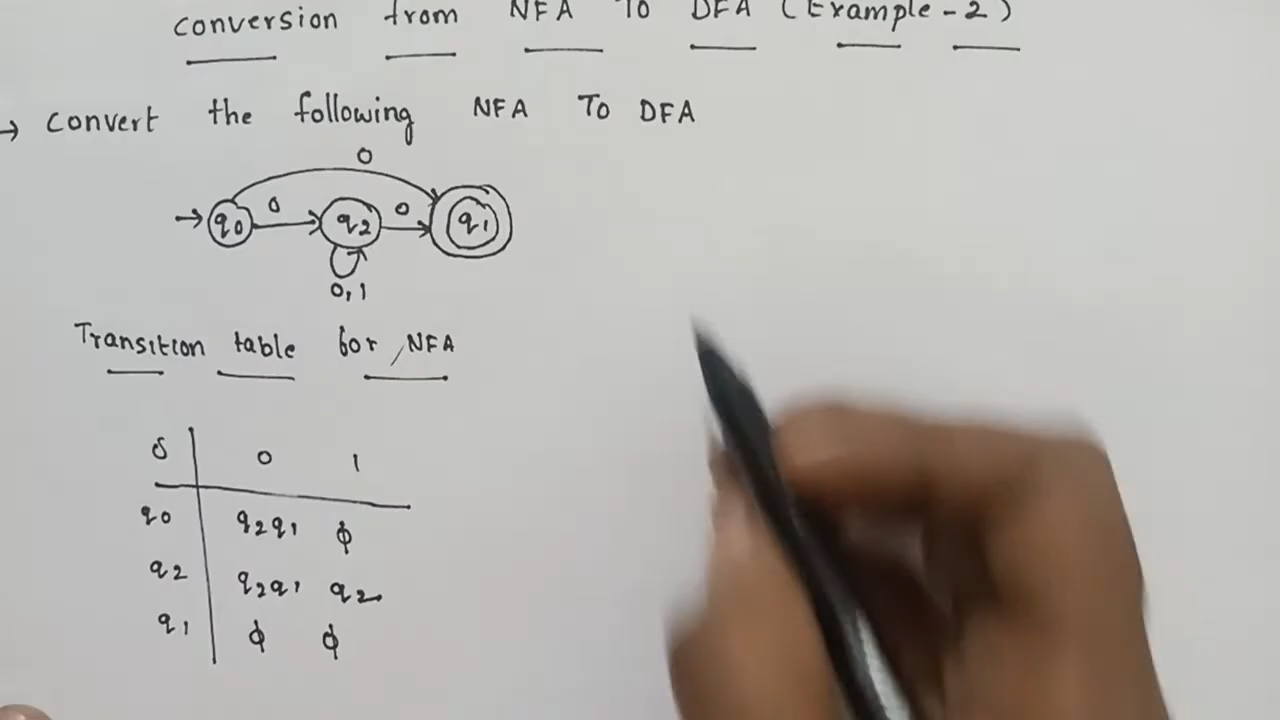 conversion from NFA To DFA (Example-2)
→ convert the following NFA To DFA
0
→ q0 0 q2 0 q1
0,1
Transition table for NFA
δ 0 1
q0 q2q1 ϕ
q2 q2q1 q2
q1 ϕ ϕ